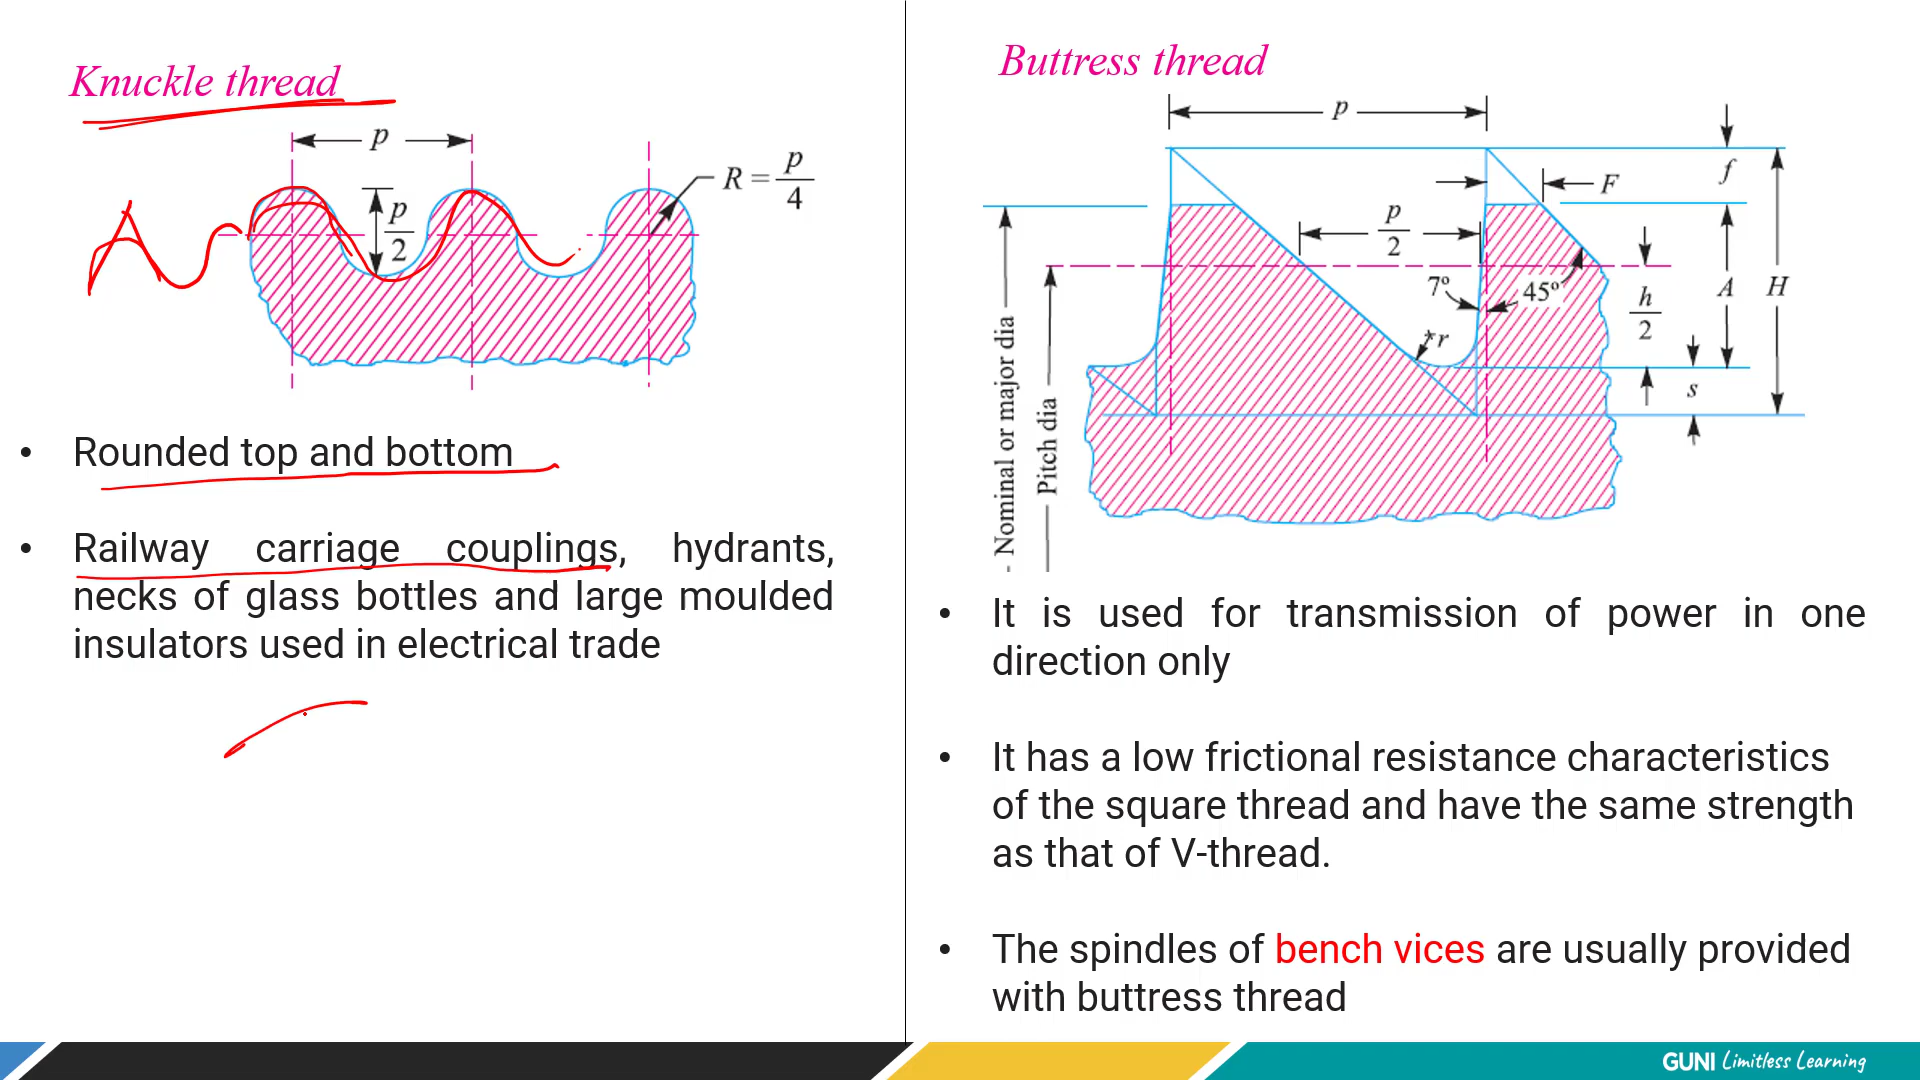 Knuckle thread
p
p
2
R = p
4
• Rounded top and bottom
• Railway carriage couplings, hydrants,
necks of glass bottles and large moulded
insulators used in electrical trade
Buttress thread
p
f
F
p
2
7º
45º
h
2
A
H
r
s
Nominal or major dia
Pitch dia
• It is used for transmission of power in one
direction only
• It has a low frictional resistance characteristics
of the square thread and have the same strength
as that of V-thread.
• The spindles of bench vices are usually provided
with buttress thread
GUNI Limitless Learning